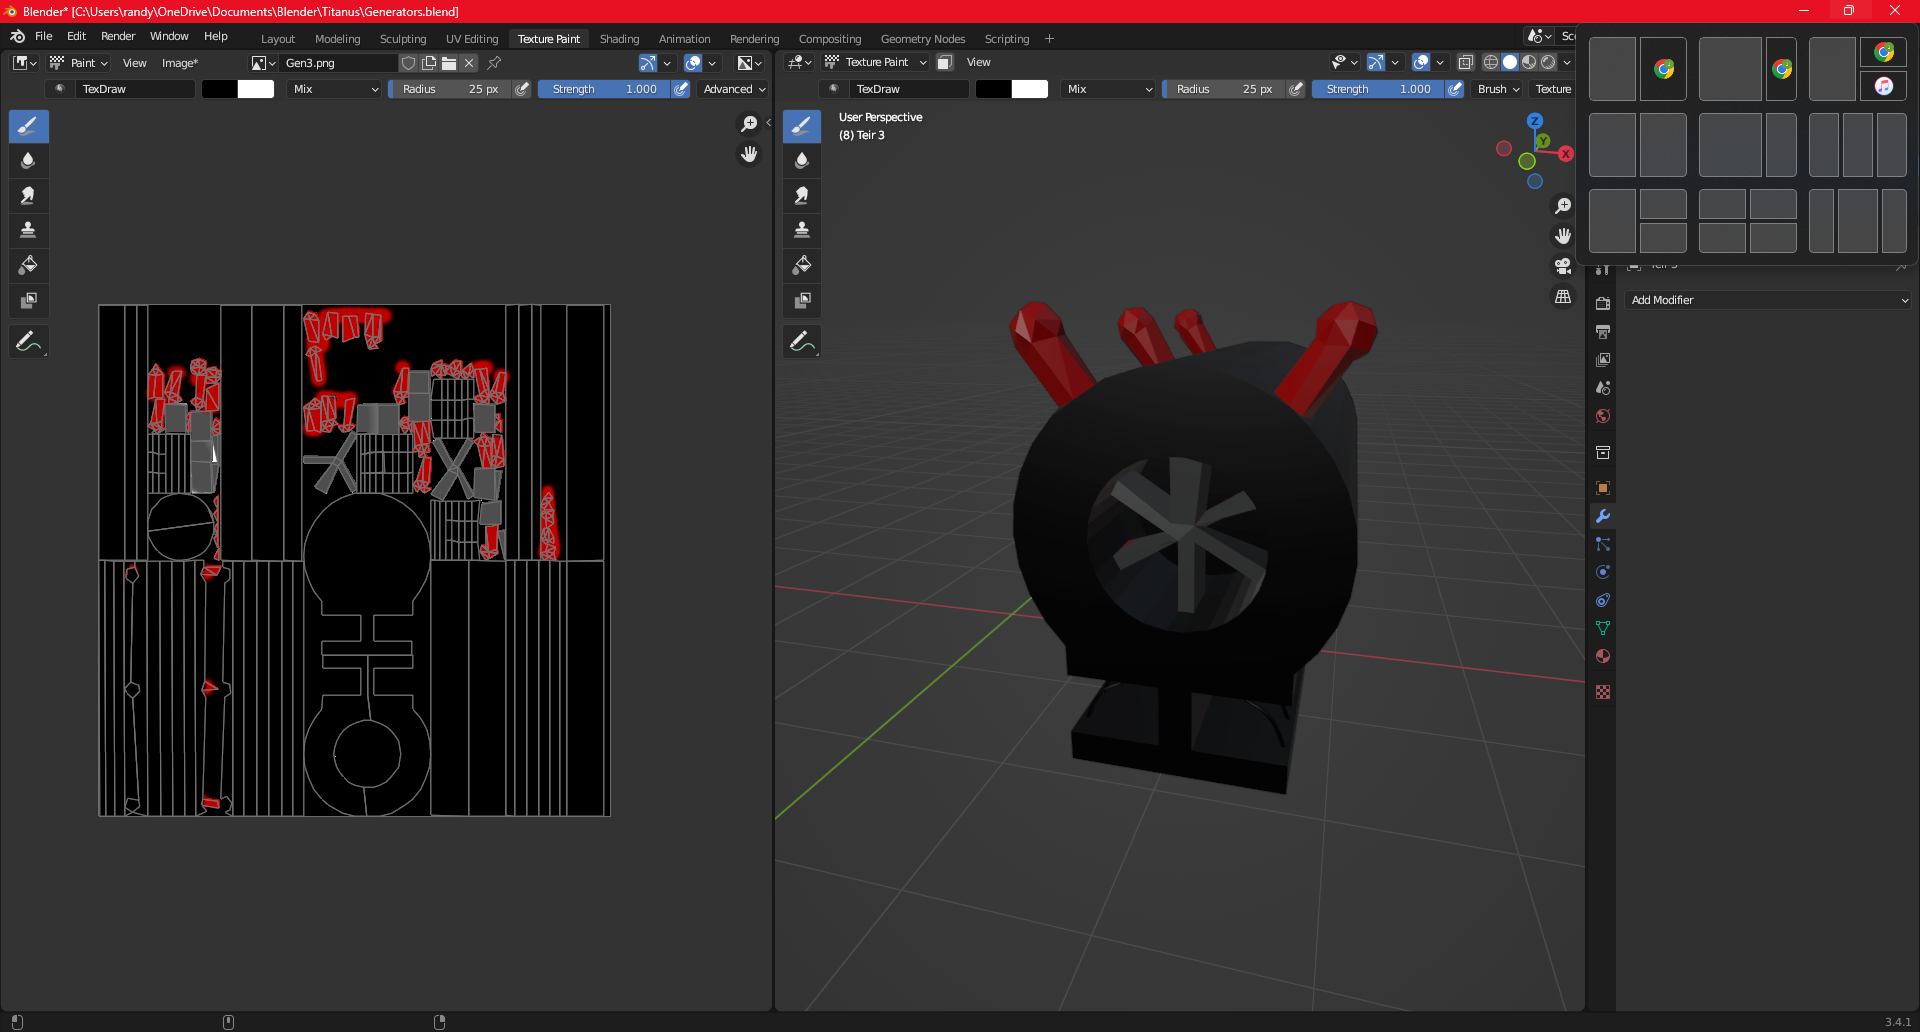 Blender* [C:\Users\randy\OneDrive\Documents\Blender\Titanus\Generators.blend]
File Edit Render Window Help Layout Modeling Sculpting UV Editing Texture Paint Shading Animation Rendering Compositing Geometry Nodes Scripting + Sc
Paint View Image* Gen3.png Texture Paint View
TexDraw Mix Radius 25 px Strength 1.000 Advanced TexDraw Mix Radius 25 px Strength 1.000 Brush Texture
User Perspective
(8) Teir 3
Z
Y
X
Teir 3
Add Modifier
3.4.1